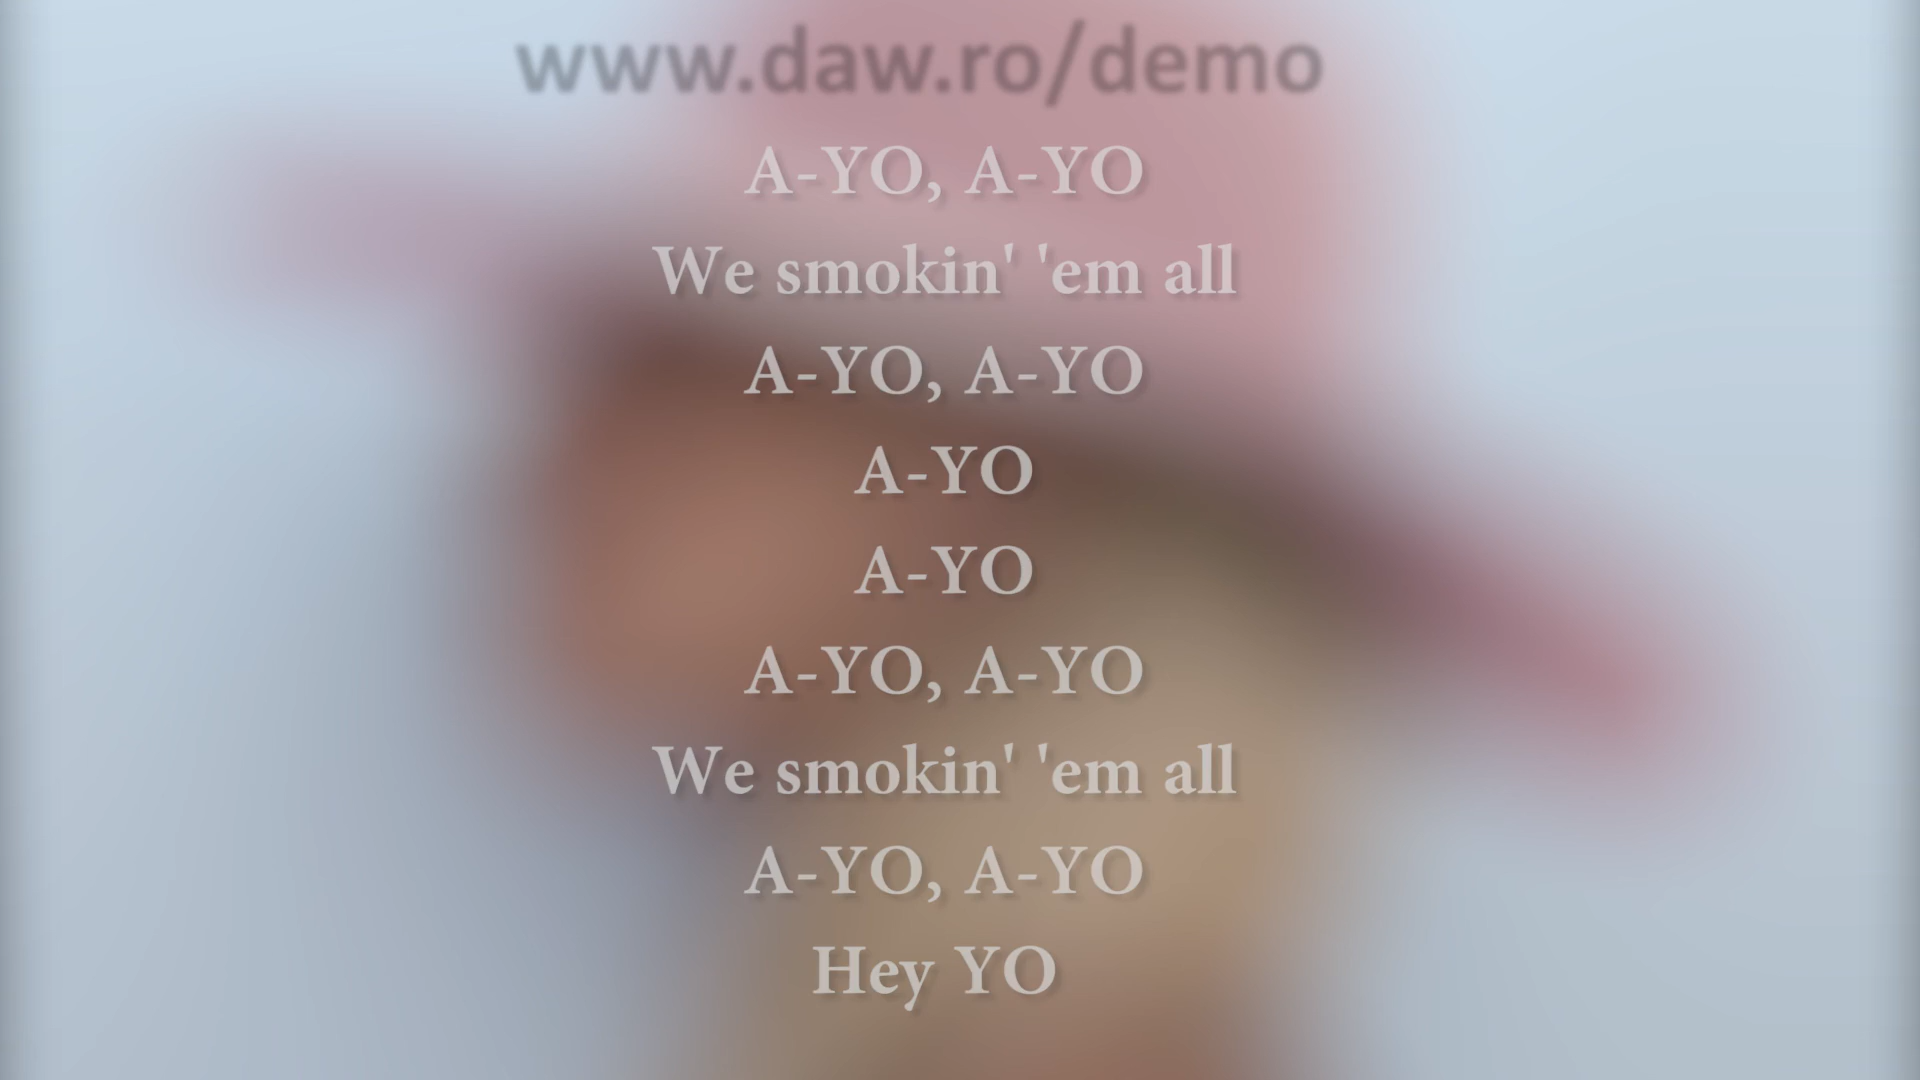 www.daw.ro/demo
A-YO, A-YO
We smokin' 'em all
A-YO, A-YO
A-YO
A-YO
A-YO, A-YO
We smokin' 'em all
A-YO, A-YO
Hey YO